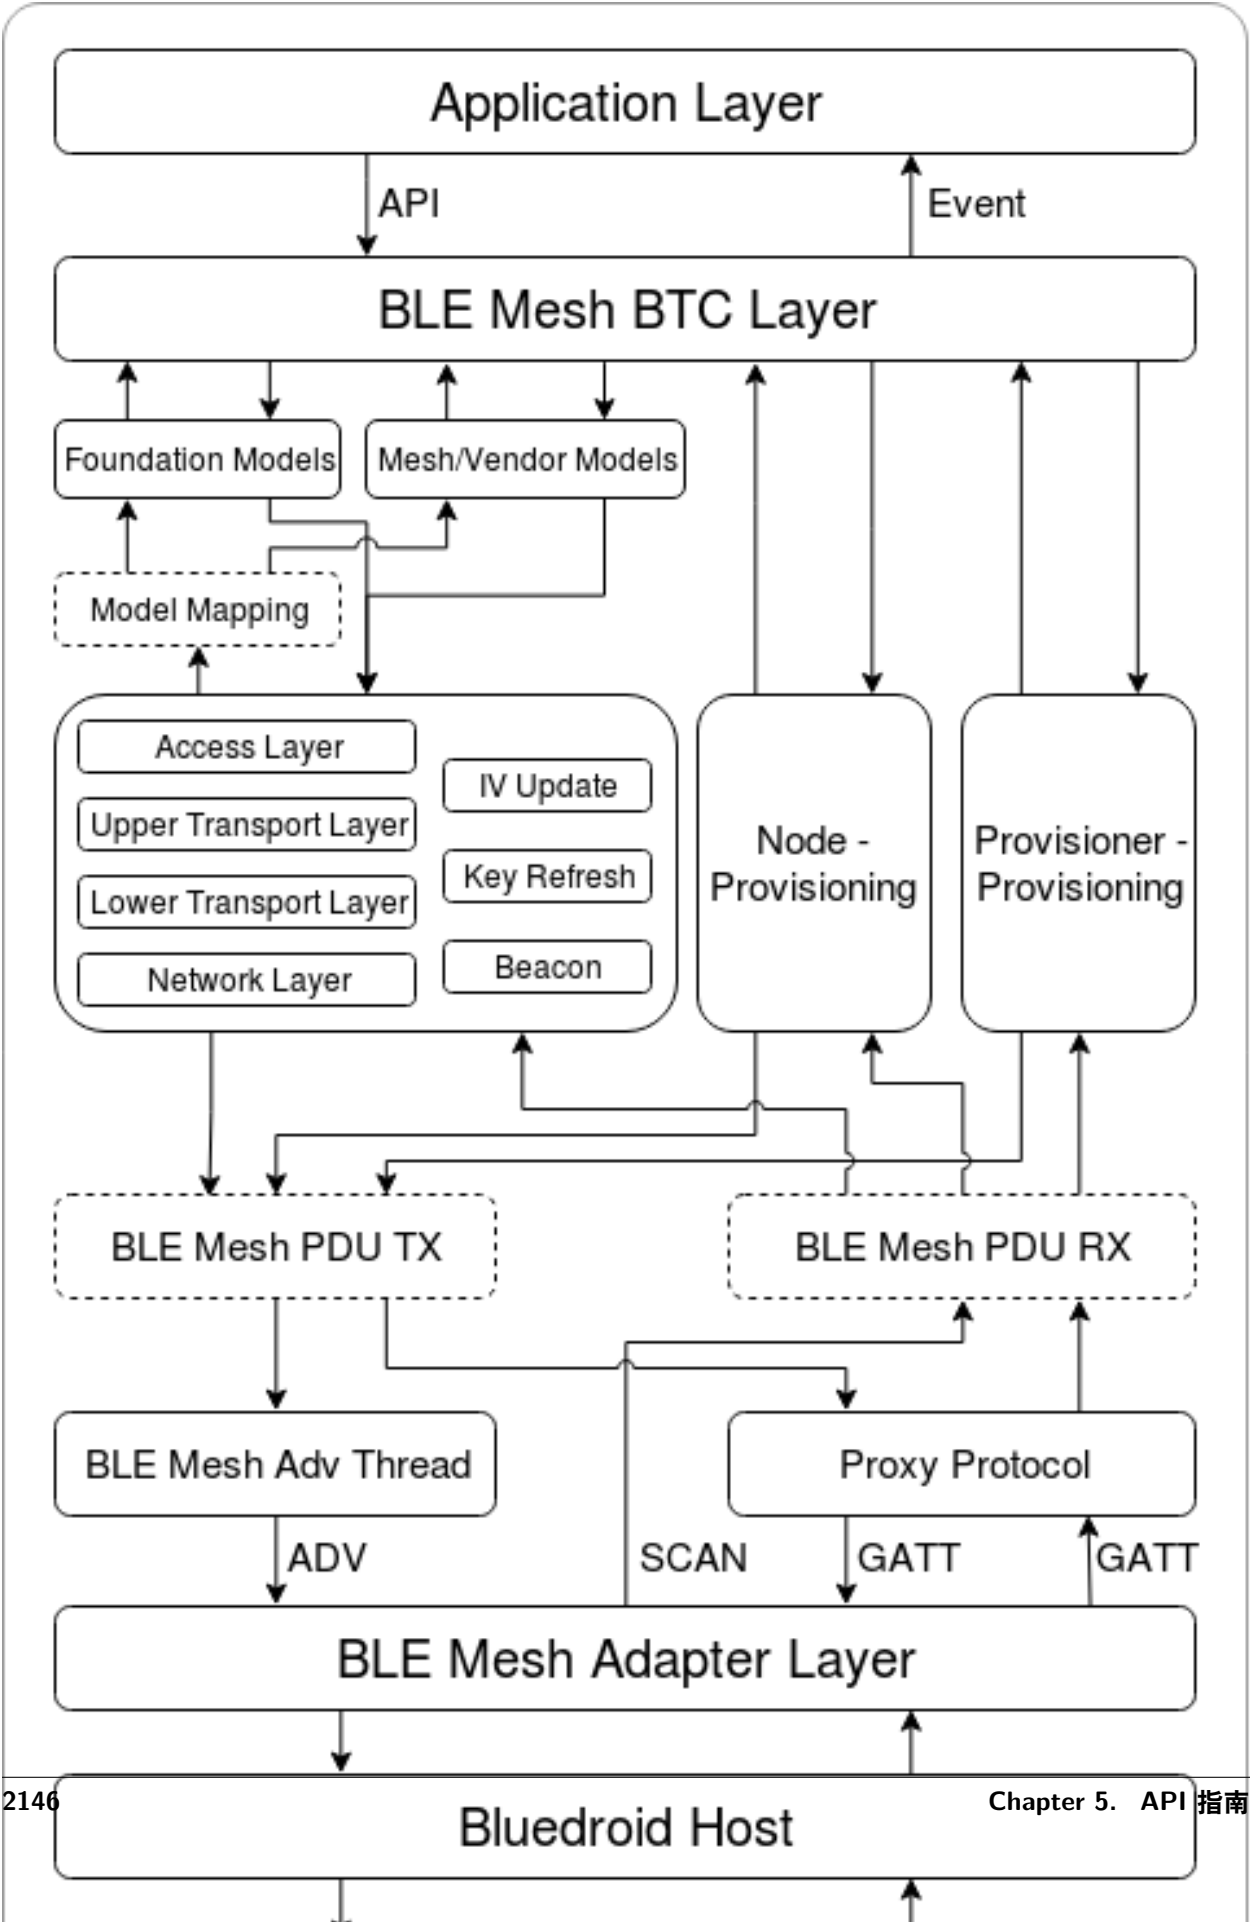 Application Layer
API
Event
BLE Mesh BTC Layer
Foundation Models
Mesh/Vendor Models
Model Mapping
Access Layer
Upper Transport Layer
Lower Transport Layer
Network Layer
IV Update
Key Refresh
Beacon
Node -
Provisioning
Provisioner -
Provisioning
BLE Mesh PDU TX
BLE Mesh PDU RX
BLE Mesh Adv Thread
Proxy Protocol
ADV
SCAN
GATT
GATT
BLE Mesh Adapter Layer
2146
Chapter 5. API 指南
Bluedroid Host